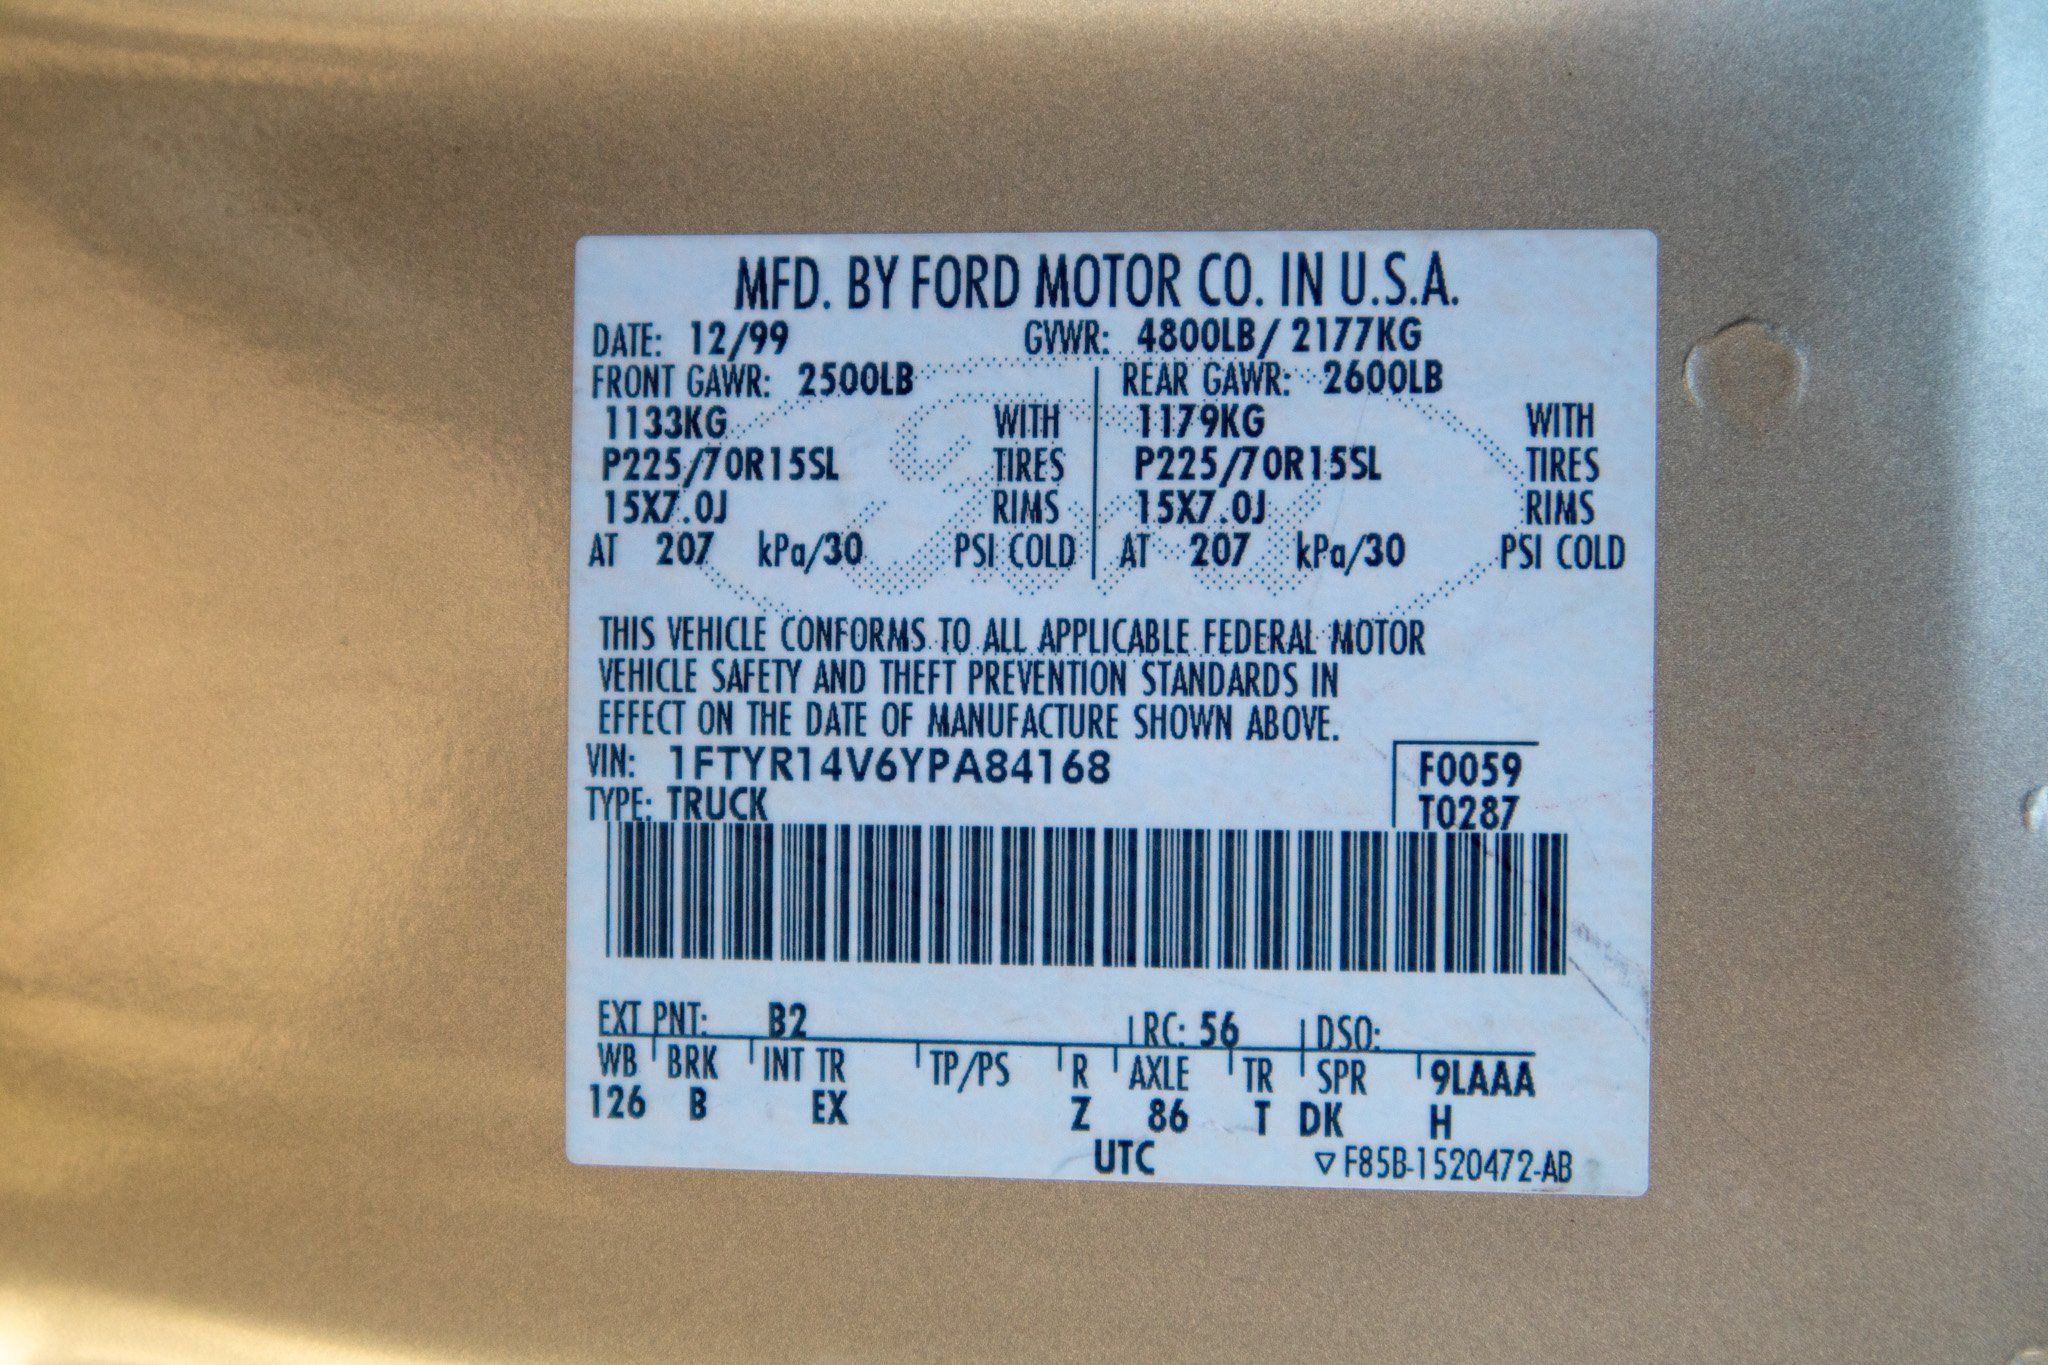 MFD. BY FORD MOTOR CO. IN U.S.A.
DATE: 12/99 GVWR: 4800LB/ 2177KG
FRONT GAWR: 2500LB REAR GAWR: 2600LB
1133KG WITH 1179KG WITH
P225/70R15SL TIRES P225/70R15SL TIRES
15X7.0J RIMS 15X7.0J RIMS
AT 207 kPa/30 PSI COLD AT 207 kPa/30 PSI COLD
THIS VEHICLE CONFORMS TO ALL APPLICABLE FEDERAL MOTOR
VEHICLE SAFETY AND THEFT PREVENTION STANDARDS IN
EFFECT ON THE DATE OF MANUFACTURE SHOWN ABOVE.
VIN: 1FTYR14V6YPA84168 F0059
TYPE: TRUCK T0287
EXT PNT: B2 RC: 56 DSO:
WB BRK INT TR TP/PS R AXLE TR SPR 9LAAA
126 B EX Z 86 T DK H
UTC ▽ F85B-1520472-AB